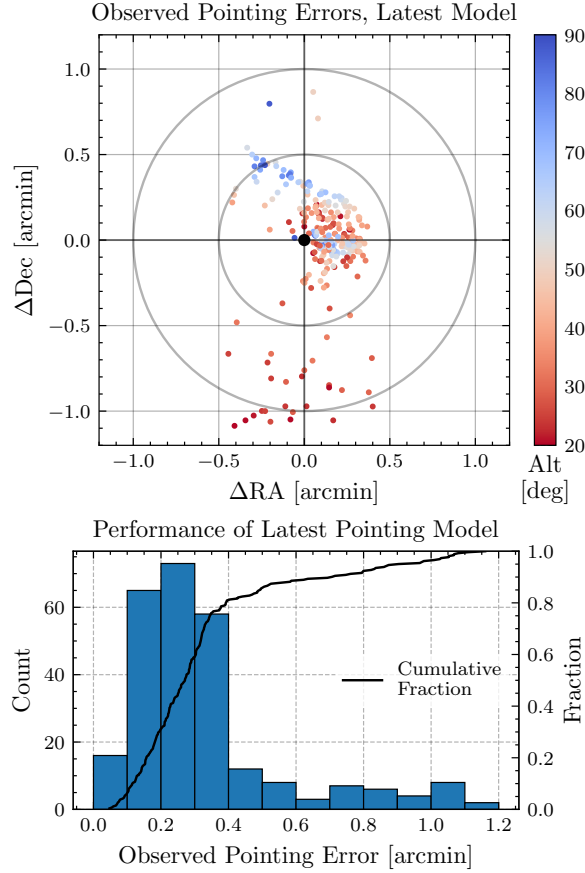 Observed Pointing Errors, Latest Model
1.0
0.5
0.0
−0.5
−1.0
ΔDec [arcmin]
−1.0 −0.5 0.0 0.5 1.0
ΔRA [arcmin]
90
80
70
60
50
40
30
20
Alt
[deg]
Performance of Latest Pointing Model
60
40
20
0
Count
Cumulative
Fraction
1.0
0.8
0.6
0.4
0.2
0.0
Fraction
0.0 0.2 0.4 0.6 0.8 1.0 1.2
Observed Pointing Error [arcmin]